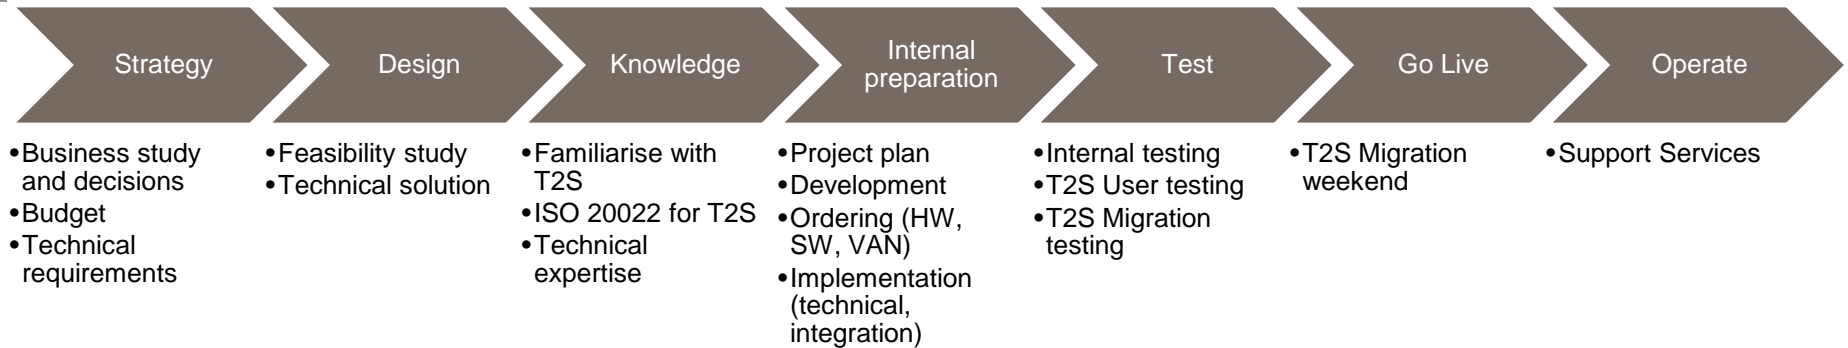 Strategy
Design
Knowledge
Internal
preparation
Test
Go Live
Operate
•Business study
and decisions
•Budget
•Technical
requirements
•Feasibility study
•Technical solution
•Familiarise with
T2S
•ISO 20022 for T2S
•Technical
expertise
•Project plan
•Development
•Ordering (HW,
SW, VAN)
•Implementation
(technical,
integration)
•Internal testing
•T2S User testing
•T2S Migration
testing
•T2S Migration
weekend
•Support Services